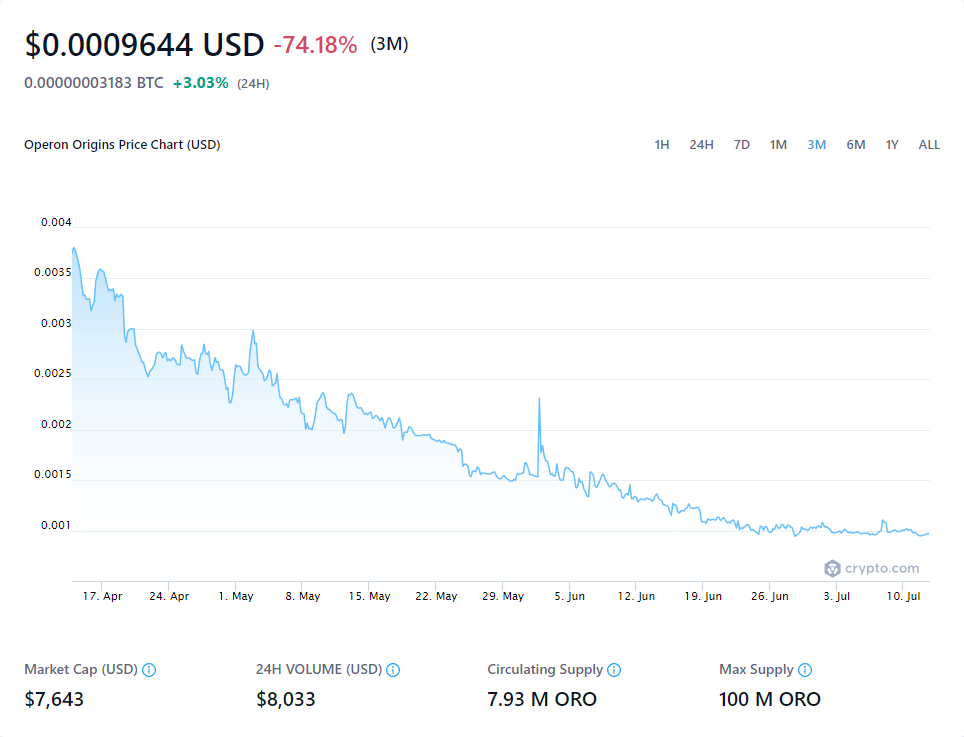 $0.0009644 USD -74.18% (3M)
0.00000003183 BTC +3.03% (24H)
Operon Origins Price Chart (USD)
1H 24H 7D 1M 3M 6M 1Y ALL
0.004
0.0035
0.003
0.0025
0.002
0.0015
0.001
crypto.com
17. Apr 24. Apr 1. May 8. May 15. May 22. May 29. May 5. Jun 12. Jun 19. Jun 26. Jun 3. Jul 10. Jul
Market Cap (USD) 24H VOLUME (USD) Circulating Supply Max Supply
$7,643 $8,033 7.93 M ORO 100 M ORO